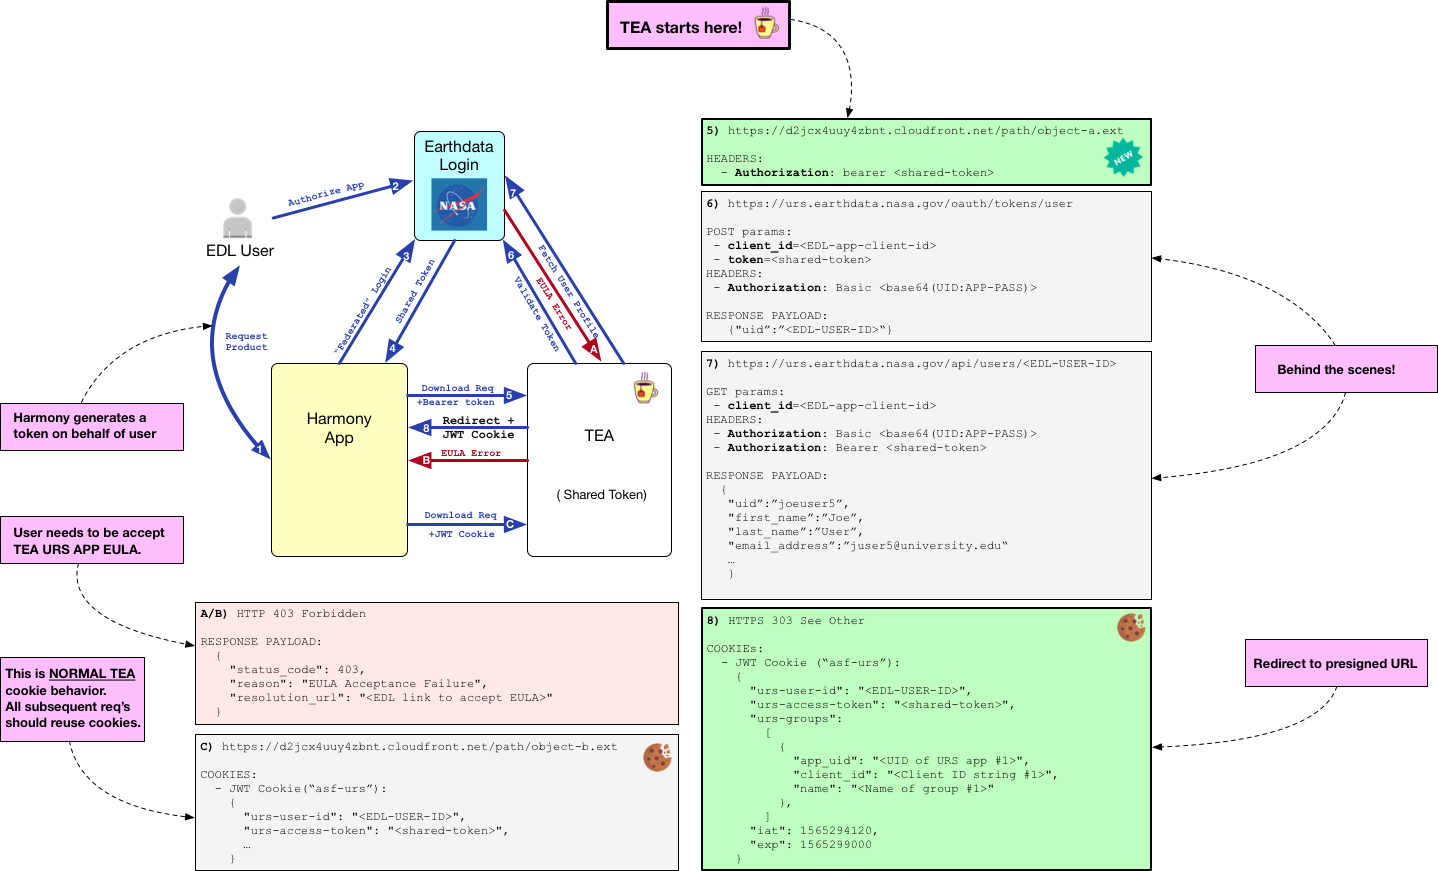 TEA starts here!
Earthdata
Login
NASA
EDL User
Authorize APP
2
3
"Federated" Login
Shared Token
4
6
Validate Token
7
Fetch User Profile
EULA Error
A
Request
Product
1
Harmony
App
TEA
( Shared Token)
Download Req
+Bearer token
5
8
Redirect +
JWT Cookie
B
EULA Error
Download Req
+JWT Cookie
C
Harmony generates a
token on behalf of user
User needs to be accept
TEA URS APP EULA.
This is NORMAL TEA
cookie behavior.
All subsequent req's
should reuse cookies.
A/B) HTTP 403 Forbidden
RESPONSE PAYLOAD:
{
"status_code": 403,
"reason": "EULA Acceptance Failure",
"resolution_url": "<EDL link to accept EULA>"
}
C) https://d2jcx4uuy4zbnt.cloudfront.net/path/object-b.ext
COOKIES:
- JWT Cookie(“asf-urs”):
{
"urs-user-id": "<EDL-USER-ID>",
"urs-access-token": "<shared-token>",
…
}
5) https://d2jcx4uuy4zbnt.cloudfront.net/path/object-a.ext
HEADERS:
- Authorization: bearer <shared-token>
NEW
6) https://urs.earthdata.nasa.gov/oauth/tokens/user
POST params:
- client_id=<EDL-app-client-id>
- token=<shared-token>
HEADERS:
- Authorization: Basic <base64(UID:APP-PASS)>
RESPONSE PAYLOAD:
{"uid":”<EDL-USER-ID>“}
7) https://urs.earthdata.nasa.gov/api/users/<EDL-USER-ID>
GET params:
- client_id=<EDL-app-client-id>
HEADERS:
- Authorization: Basic <base64(UID:APP-PASS)>
- Authorization: Bearer <shared-token>
RESPONSE PAYLOAD:
{
"uid”:”joeuser5”,
"first_name”:”Joe”,
"last_name”:”User”,
"email_address”:”juser5@university.edu“
…
}
8) HTTPS 303 See Other
COOKIEs:
- JWT Cookie (“asf-urs”):
{
"urs-user-id": "<EDL-USER-ID>",
"urs-access-token": "<shared-token>",
"urs-groups":
[
{
"app_uid": "<UID of URS app #1>",
"client_id": "<Client ID string #1>",
"name": "<Name of group #1>"
},
]
"iat": 1565294120,
"exp": 1565299000
}
Behind the scenes!
Redirect to presigned URL